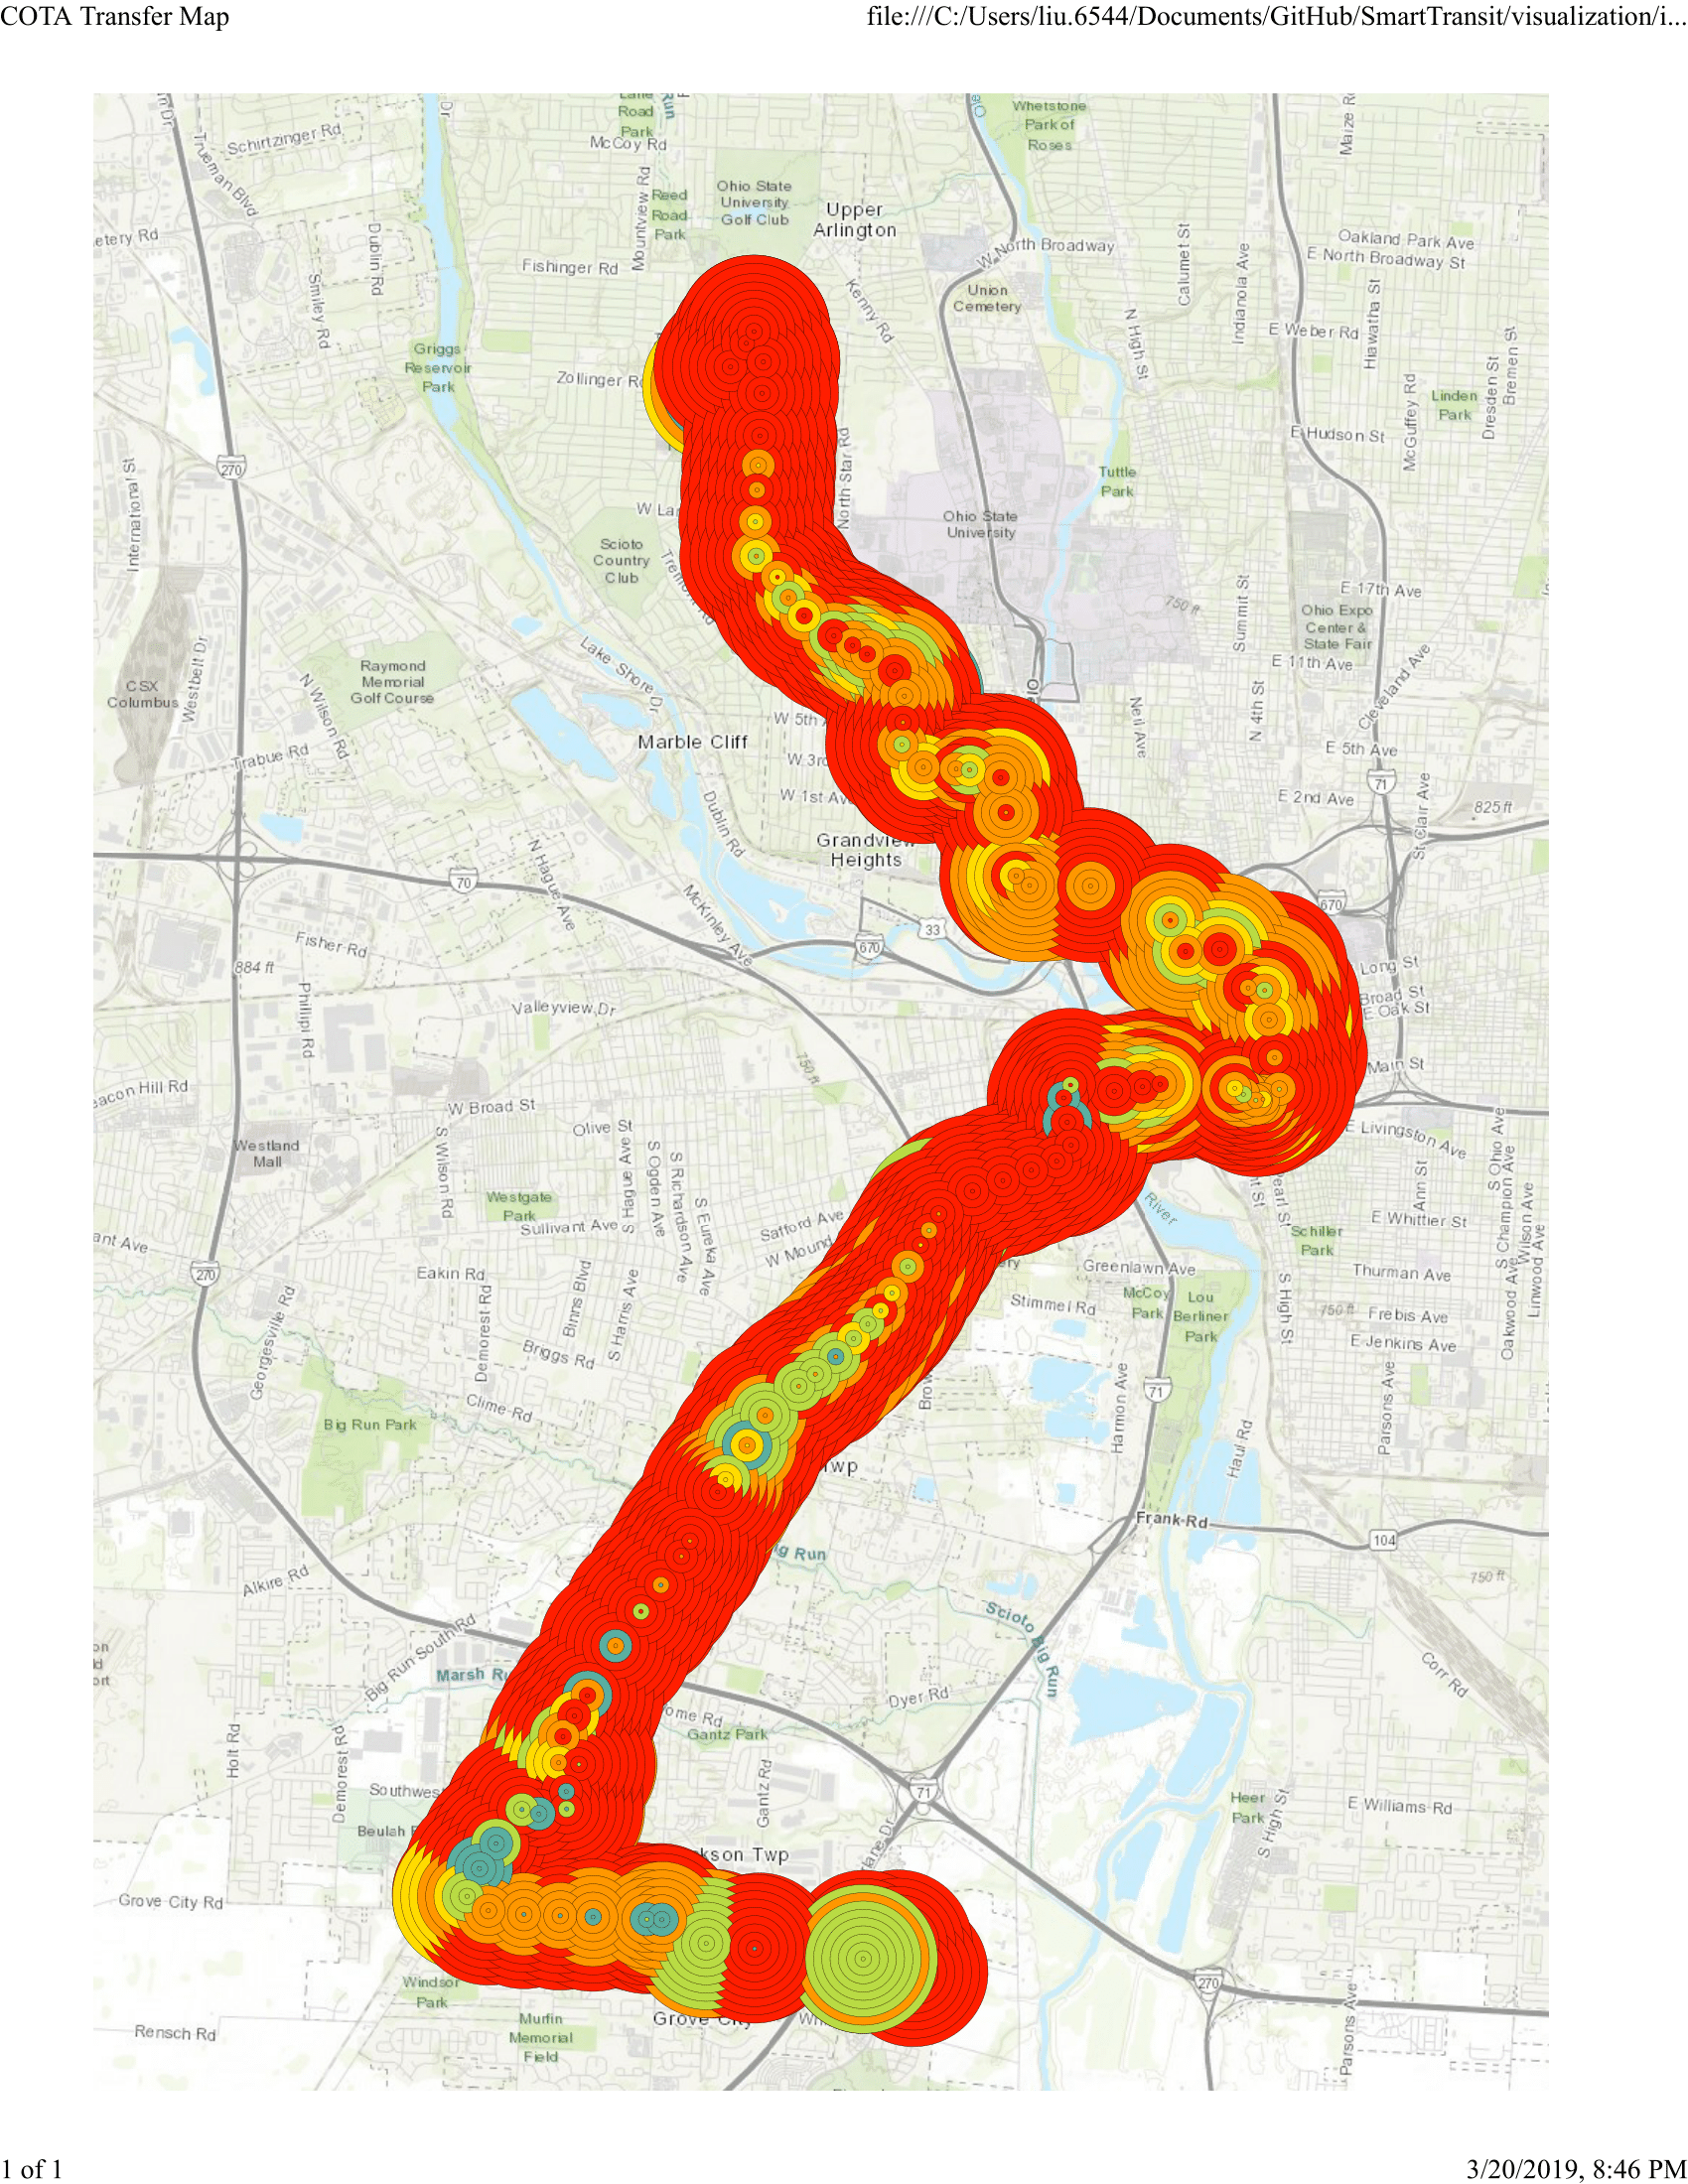 COTA Transfer Map
file:///C:/Users/liu.6544/Documents/GitHub/SmartTransit/visualization/i...
Schirtzinger Rd
Trueman Blvd
Road
Park
McCoy Rd
Whetstone
Park of
Roses
Ohio State
University
Golf Club
Reed
Road
Park
Mountview Rd
Upper
Arlington
etery Rd
Dublin Rd
Smiley Rd
Fishinger Rd
Kenny Rd
W North Broadway
Union
Cemetery
Calumet St
Indianola Ave
Oakland Park Ave
E North Broadway St
N High St
E Weber Rd
Hiawatha St
Bremen St
Dresden St
McGuffey Rd
Linden
Park
Griggs
Reservoir
Park
Zollinger R
E Hudson St
270
International St
North Star Rd
Tuttle
Park
W La
Ohio State
University
Scioto
Country
Club
750 ft
Summit St
E 17th Ave
Ohio Expo
Center &
State Fair
E 11th Ave
Cleveland Ave
Westbelt Dr
CSX
Columbus
Raymond
Memorial
Golf Course
Lake Shore Dr
N Wilson Rd
Trabue Rd
Marble Cliff
W 5th
W 3r
W 1st Av
Neil Ave
N 4th St
E 5th Ave
71
E 2nd Ave
825 ft
St Clair Ave
Dublin Rd
Grandview
Heights
70
N Hague Ave
McKinley Ave
33
670
670
Fisher Rd
884 ft
Phillipi Rd
Valleyview Dr
750 ft
Long St
Broad St
E Oak St
Main St
eacon Hill Rd
W Broad St
Olive St
Westland
Mall
S Wilson Rd
S Hague Ave
S Ogden Ave
S Richardson Ave
S Eureka Ave
Westgate
Park
Sullivant Ave
Safford Ave
W Mound
E Livingston Ave
Ann St
S Ohio Ave
S Champion Ave
Wilson Ave
Linwood Ave
Oakwood Ave
E Whittier St
River
Schiller
Park
ant Ave
270
Eakin Rd
Georgesville Rd
Demorest Rd
Binns Blvd
S Harris Ave
Briggs Rd
Greenlawn Ave
Stimmel Rd
McCoy
Park
Lou
Berliner
Park
S High St
Thurman Ave
750 ft
Frebis Ave
E Jenkins Ave
Clime Rd
Big Run Park
Brow
Harmon Ave
71
Haul Rd
Parsons Ave
Twp
Frank Rd
104
ig Run
750 ft
Alkire Rd
Scioto Big Run
Big Run South Rd
Marsh Ru
Dyer Rd
Corr Rd
ome Rd
Gantz Park
Holt Rd
Demorest Rd
Southwes
Gantz Rd
71
Heer
Park
S High St
E Williams Rd
Beulah
kson Twp
Grove City Rd
Windsor
Park
270
Parsons Ave
Rensch Rd
Murfin
Memorial
Field
Grove City
1 of 1
3/20/2019, 8:46 PM